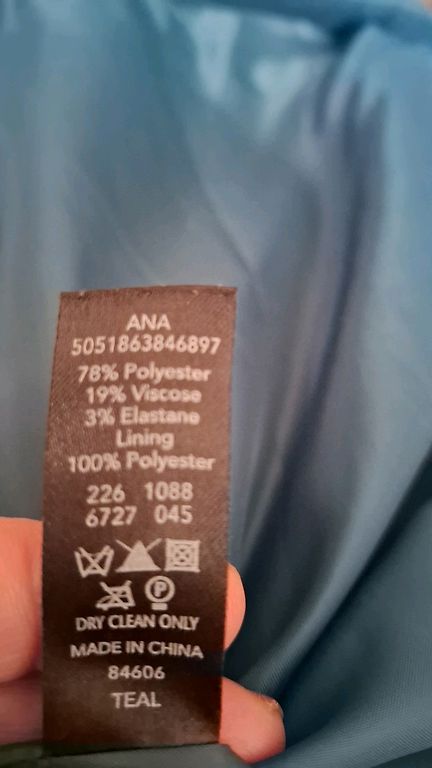 ANA
5051863846897
78% Polyester
19% Viscose
3% Elastane
Lining
100% Polyester
226 1088
6727 045
P
DRY CLEAN ONLY
MADE IN CHINA
84606
TEAL